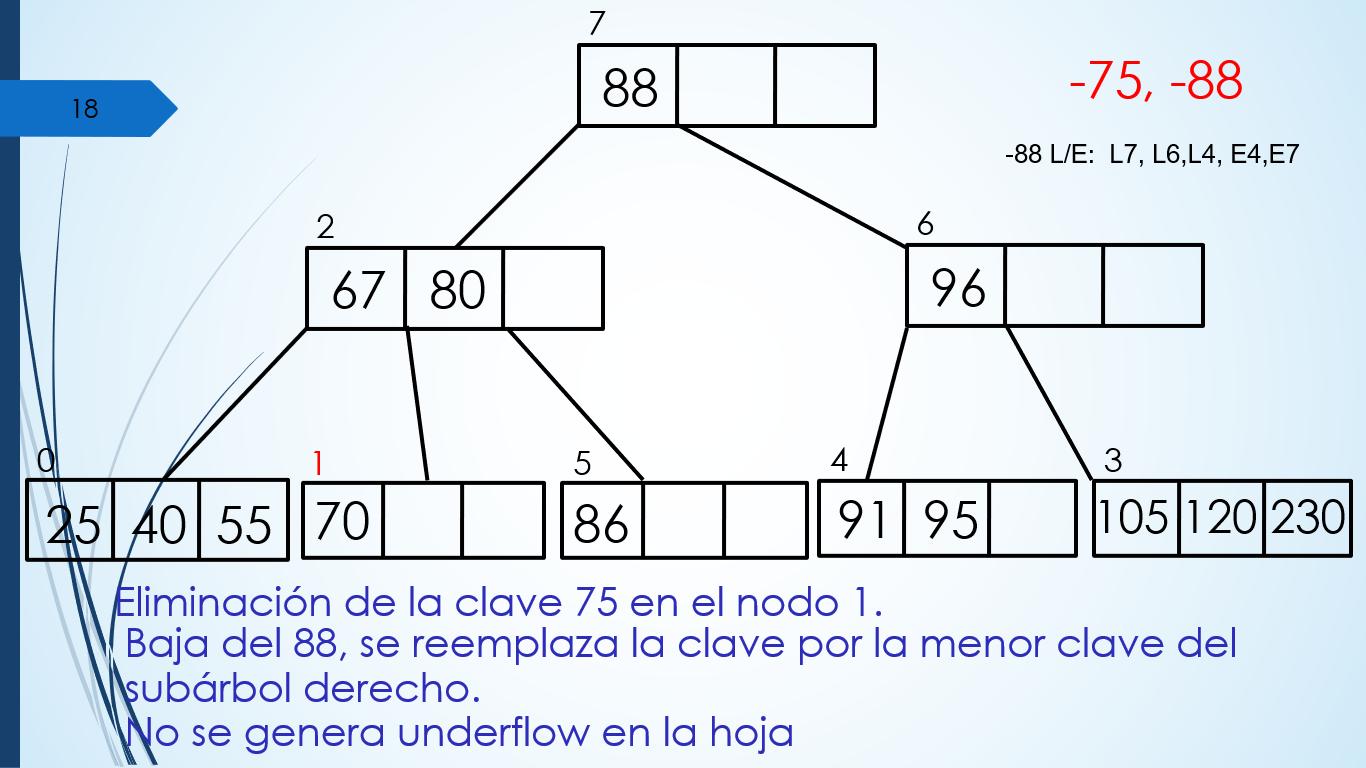 7
18
88
-75, -88
-88 L/E: L7, L6,L4, E4,E7
2
6
67 80
96
0
1
5
4
3
25 40 55
70
86
91 95
105 120 230
Eliminación de la clave 75 en el nodo 1.
Baja del 88, se reemplaza la clave por la menor clave del
subárbol derecho.
No se genera underflow en la hoja